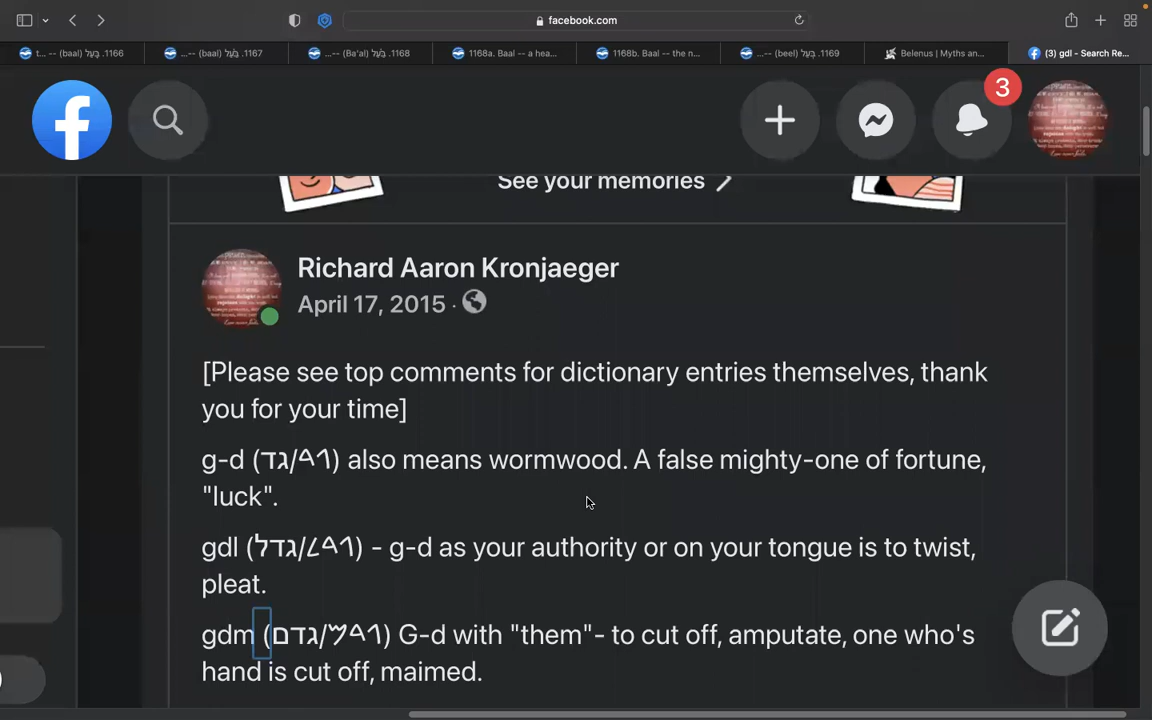 facebook.com
t... -- (baal) בָּעַל .1166
...-- (baal) בַּעַל .1167
...-- (Ba'al) בַּעַל .1168
1168a. Baal -- a hea...
1168b. Baal -- the n...
...-- (beel) בְּעֵל .1169
Belenus | Myths an...
(3) gdl - Search Re...
3
See your memories
Richard Aaron Kronjaeger
April 17, 2015 ·
[Please see top comments for dictionary entries themselves, thank
you for your time]
g-d (גד/𐤂𐤃) also means wormwood. A false mighty-one of fortune,
"luck".
gdl (גדל/𐤂𐤃𐤋) - g-d as your authority or on your tongue is to twist,
pleat.
gdm (גדם/𐤂𐤃𐤌) G-d with "them"- to cut off, amputate, one who's
hand is cut off, maimed.